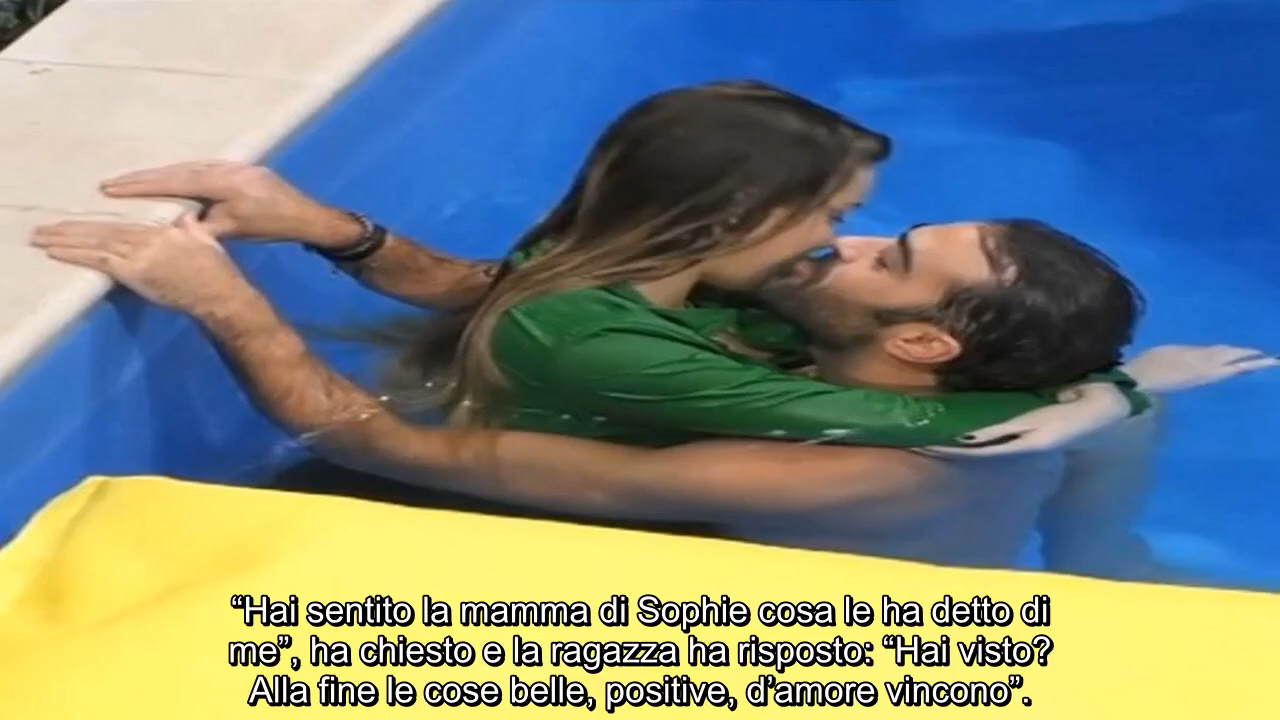 “Hai sentito la mamma di Sophie cosa le ha detto di
me”, ha chiesto e la ragazza ha risposto: “Hai visto?
Alla fine le cose belle, positive, d’amore vincono”.